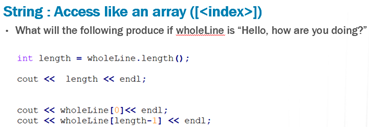 String : Access like an array ([<index>])
• What will the following produce if wholeLine is “Hello, how are you doing?”
int length = wholeLine.length();
cout << length << endl;
cout << wholeLine[0]<< endl;
cout << wholeLine[length-1] << endl;